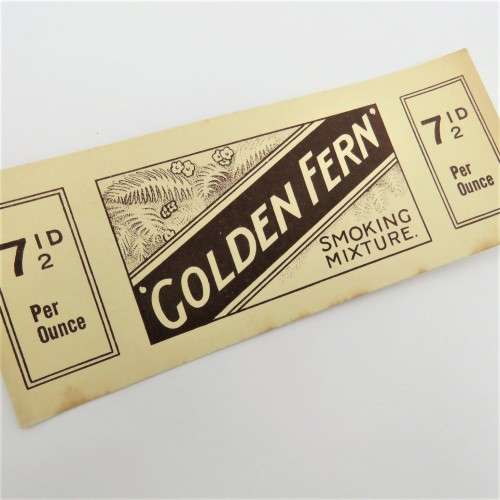 7½D
Per
Ounce
'GOLDEN FERN'
SMOKING
MIXTURE.
7½D
Per
Ounce